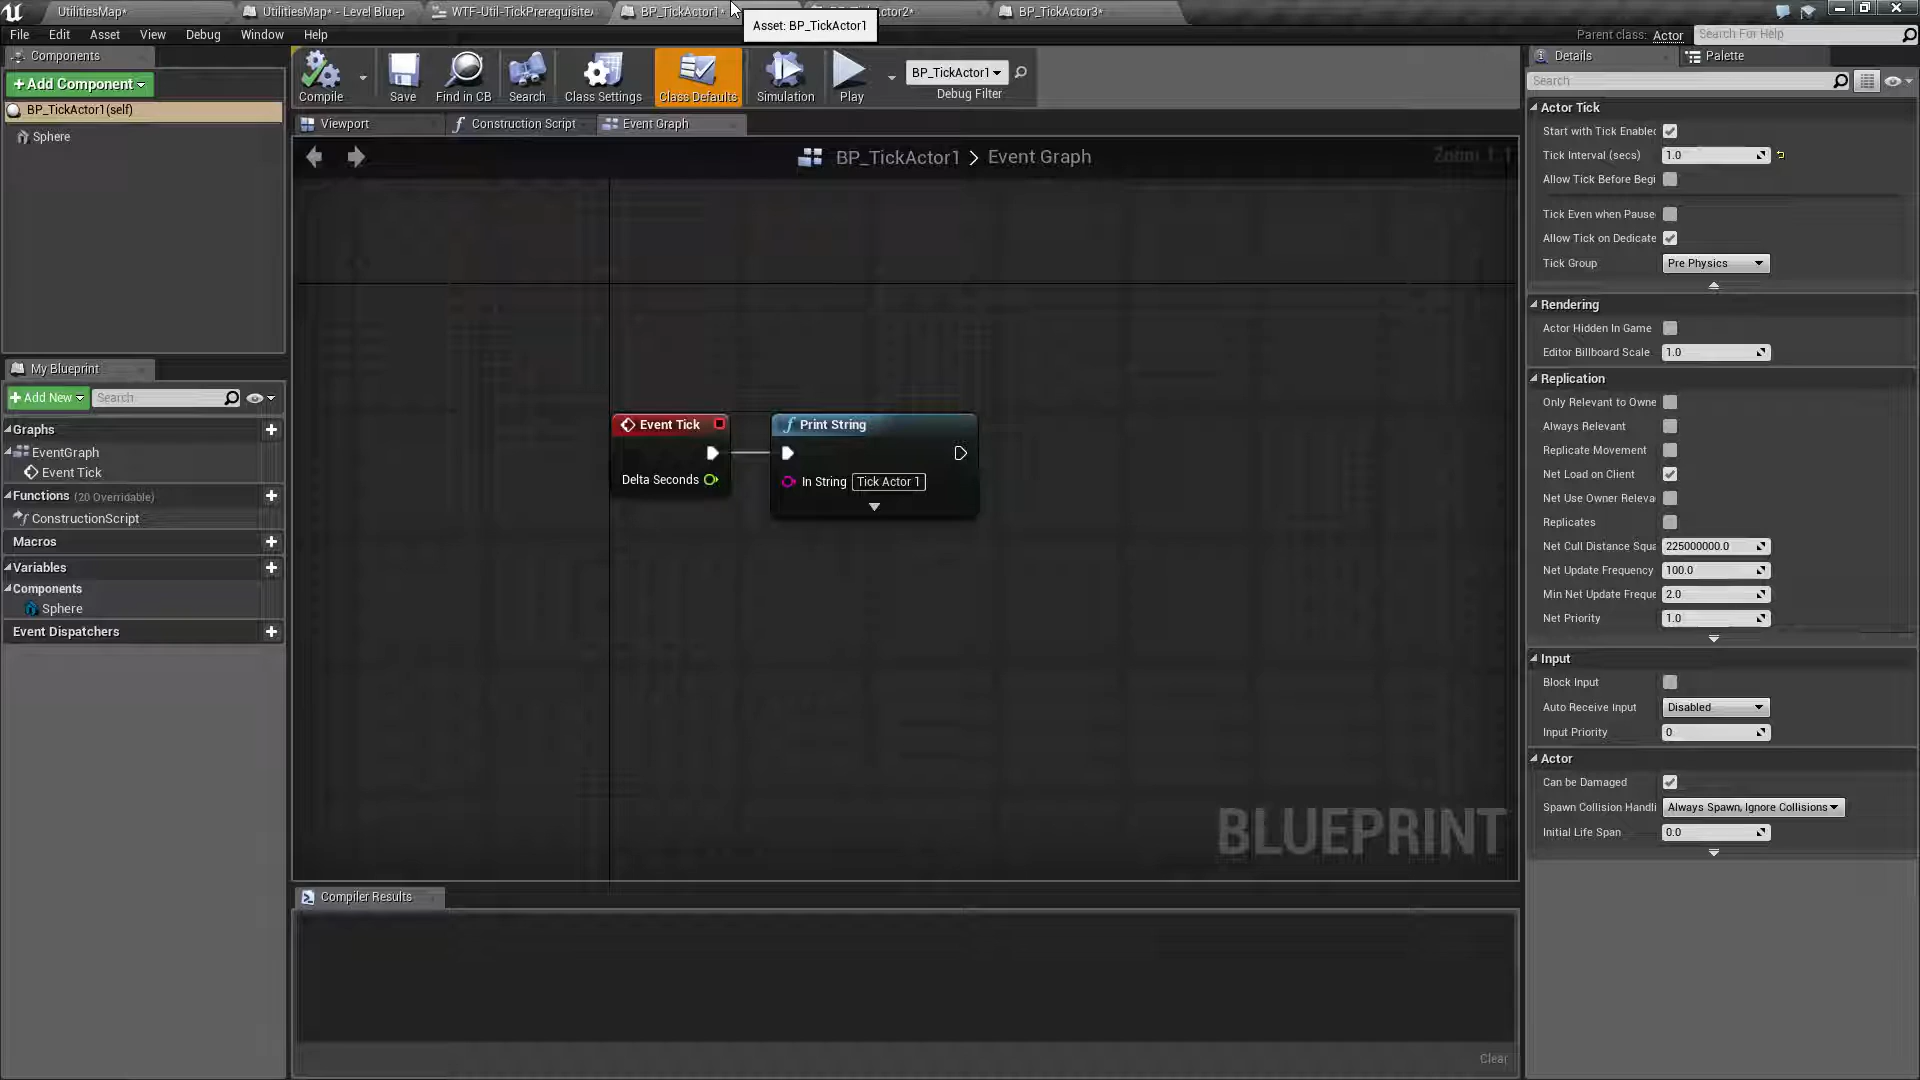 UtilitiesMap*
UtilitiesMap* - Level Bluep
WTF-Util-TickPrerequisite
BP_TickActor1*
ctor2*
BP_TickActor3*
Asset: BP_TickActor1
File Edit Asset View Debug Window Help
Parent class: Actor
Search For Help
Components
+Add Component
BP_TickActor1(self)
Sphere
Compile
Save
Find in CB
Search
Class Settings
Class Defaults
Simulation
Play
BP_TickActor1
Debug Filter
Viewport
Construction Script
Event Graph
BP_TickActor1 > Event Graph
Event Tick
Delta Seconds
Print String
In String Tick Actor 1
BLUEPRINT
My Blueprint
+Add New
Search
Graphs
EventGraph
Event Tick
Functions (20 Overridable)
ConstructionScript
Macros
Variables
Components
Sphere
Event Dispatchers
Compiler Results
Clear
Details
Palette
Search
Actor Tick
Start with Tick Enabled
Tick Interval (secs) 1.0
Allow Tick Before Begi
Tick Even when Pause
Allow Tick on Dedicate
Tick Group Pre Physics
Rendering
Actor Hidden In Game
Editor Billboard Scale 1.0
Replication
Only Relevant to Owne
Always Relevant
Replicate Movement
Net Load on Client
Net Use Owner Releva
Replicates
Net Cull Distance Squa 225000000.0
Net Update Frequency 100.0
Min Net Update Freque 2.0
Net Priority 1.0
Input
Block Input
Auto Receive Input Disabled
Input Priority 0
Actor
Can be Damaged
Spawn Collision Handli Always Spawn, Ignore Collisions
Initial Life Span 0.0